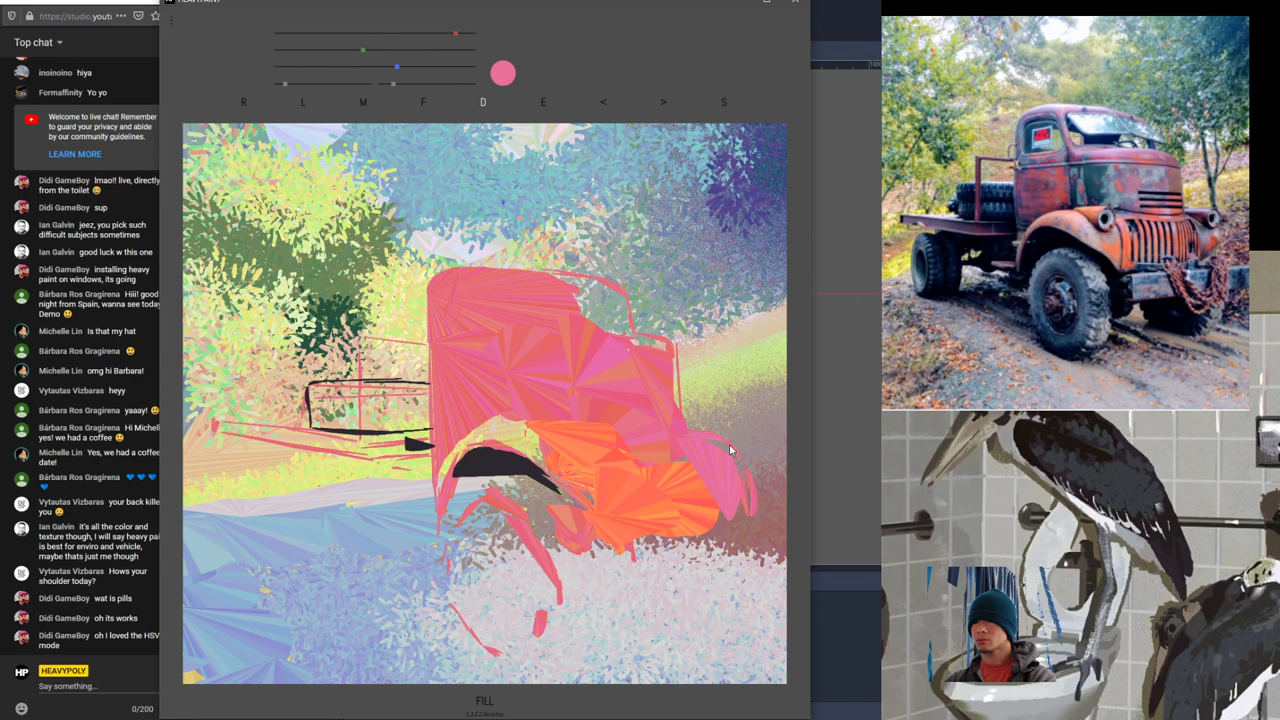 https://studio.youtu
Top chat
inoinoino hiya
Formaffinity Yo yo
Welcome to live chat! Remember
to guard your privacy and abide
by our community guidelines.
LEARN MORE
Didi GameBoy lmao!! live, directly
from the toilet
Didi GameBoy sup
Ian Galvin jeez, you pick such
difficult subjects sometimes
Ian Galvin good luck w this one
Didi GameBoy installing heavy
paint on windows, its going
Bárbara Ros Gragirena Hiii! good
night from Spain, wanna see today
Demo
Michelle Lin Is that my hat
Bárbara Ros Gragirena
Michelle Lin omg hi Barbara!
Vytautas Vizbaras heyy
Bárbara Ros Gragirena yaaay!
Bárbara Ros Gragirena Hi Michel
yes! we had a coffee
Michelle Lin Yes, we had a coffee
date!
Bárbara Ros Gragirena
Vytautas Vizbaras your back kille
you
Ian Galvin it's all the color and
texture though, I will say heavy pai
is best for enviro and vehicle,
maybe thats just me though
Vytautas Vizbaras Hows your
shoulder today?
Didi GameBoy wat is pills
Didi GameBoy oh its works
Didi GameBoy oh I loved the HSV
mode
HP HEAVYPOLY
Say something...
0/200
HEAVYPAINT
R L M F D E < > S
FILL
1.3.2.2 Desktop